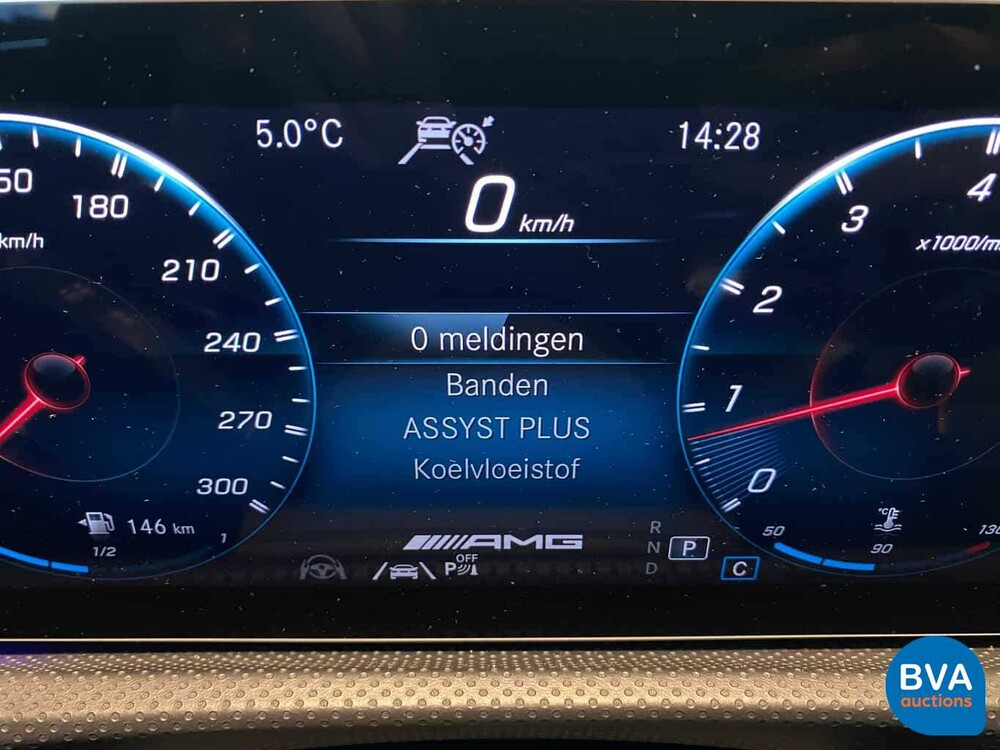 5.0°C
14:28
0 km/h
50
180
210
240
270
300
km/h
4
3
2
1
0
x1000/m
0 meldingen
Banden
ASSYST PLUS
Koelvloeistof
146 km
1/2
1
AMG
OFF
P
R
N
P
D
C
°C
50
90
130
BVA
auctions